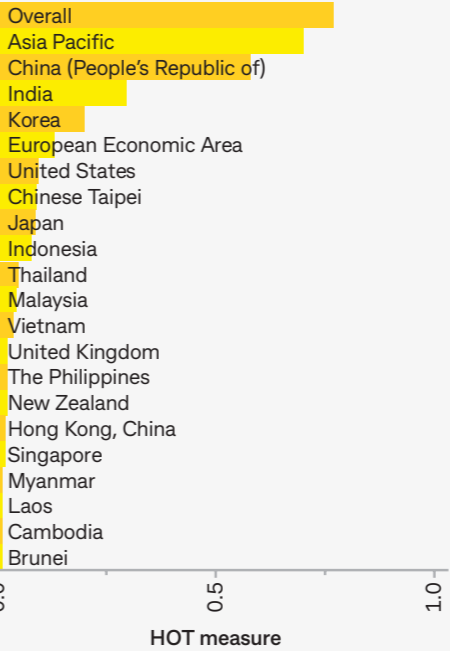 Overall
Asia Pacific
China (People's Republic of)
India
Korea
European Economic Area
United States
Chinese Taipei
Japan
Indonesia
Thailand
Malaysia
Vietnam
United Kingdom
The Philippines
New Zealand
Hong Kong, China
Singapore
Myanmar
Laos
Cambodia
Brunei
0.0
0.5
1.0
HOT measure